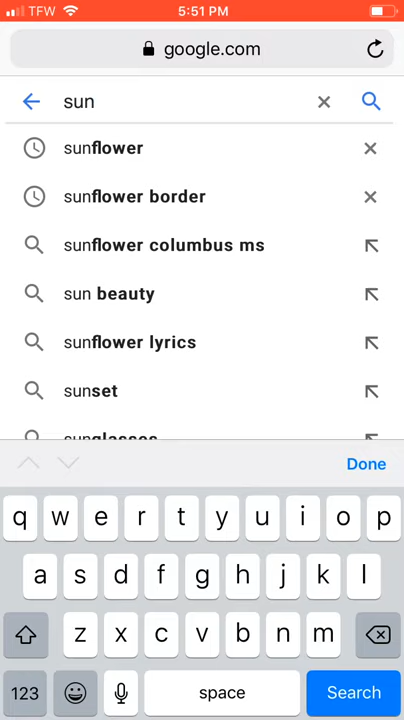 TFW 5:51 PM
google.com
sun
sunflower
sunflower border
sunflower columbus ms
sun beauty
sunflower lyrics
sunset
sunglasses
Done
q w e r t y u i o p
a s d f g h j k l
z x c v b n m
123 space Search